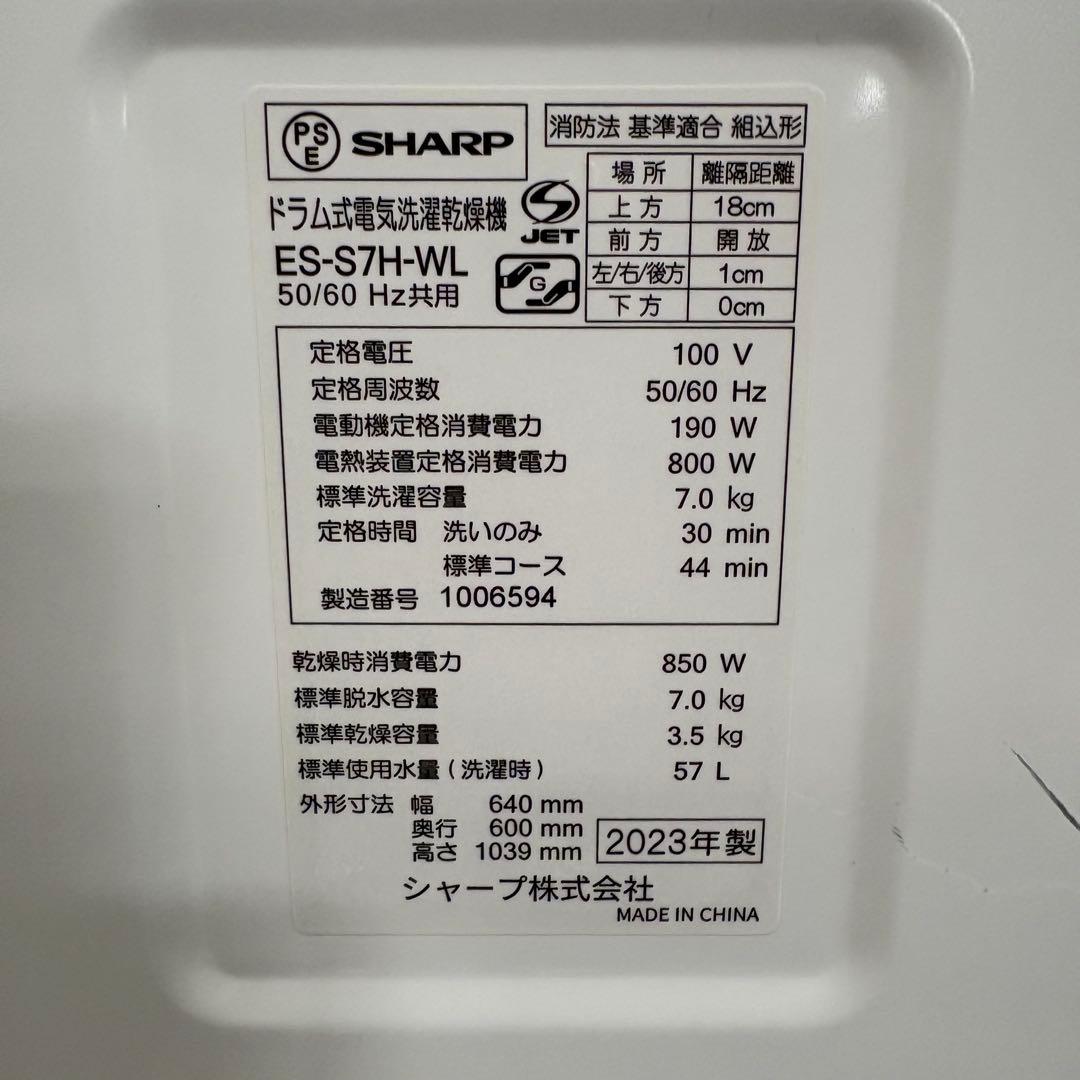 PSE SHARP
消防法 基準適合 組込形
ドラム式電気洗濯乾燥機
ES-S7H-WL
50/60 Hz共用
JET
G
場所 離隔距離
上方 18cm
前方 開放
左/右/後方 1cm
下方 0cm
定格電圧 100 V
定格周波数 50/60 Hz
電動機定格消費電力 190 W
電熱装置定格消費電力 800 W
標準洗濯容量 7.0 kg
定格時間 洗いのみ 30 min
標準コース 44 min
製造番号 1006594
乾燥時消費電力 850 W
標準脱水容量 7.0 kg
標準乾燥容量 3.5 kg
標準使用水量(洗濯時) 57 L
外形寸法 幅 640 mm
奥行 600 mm
高さ 1039 mm
2023年製
シャープ株式会社
MADE IN CHINA